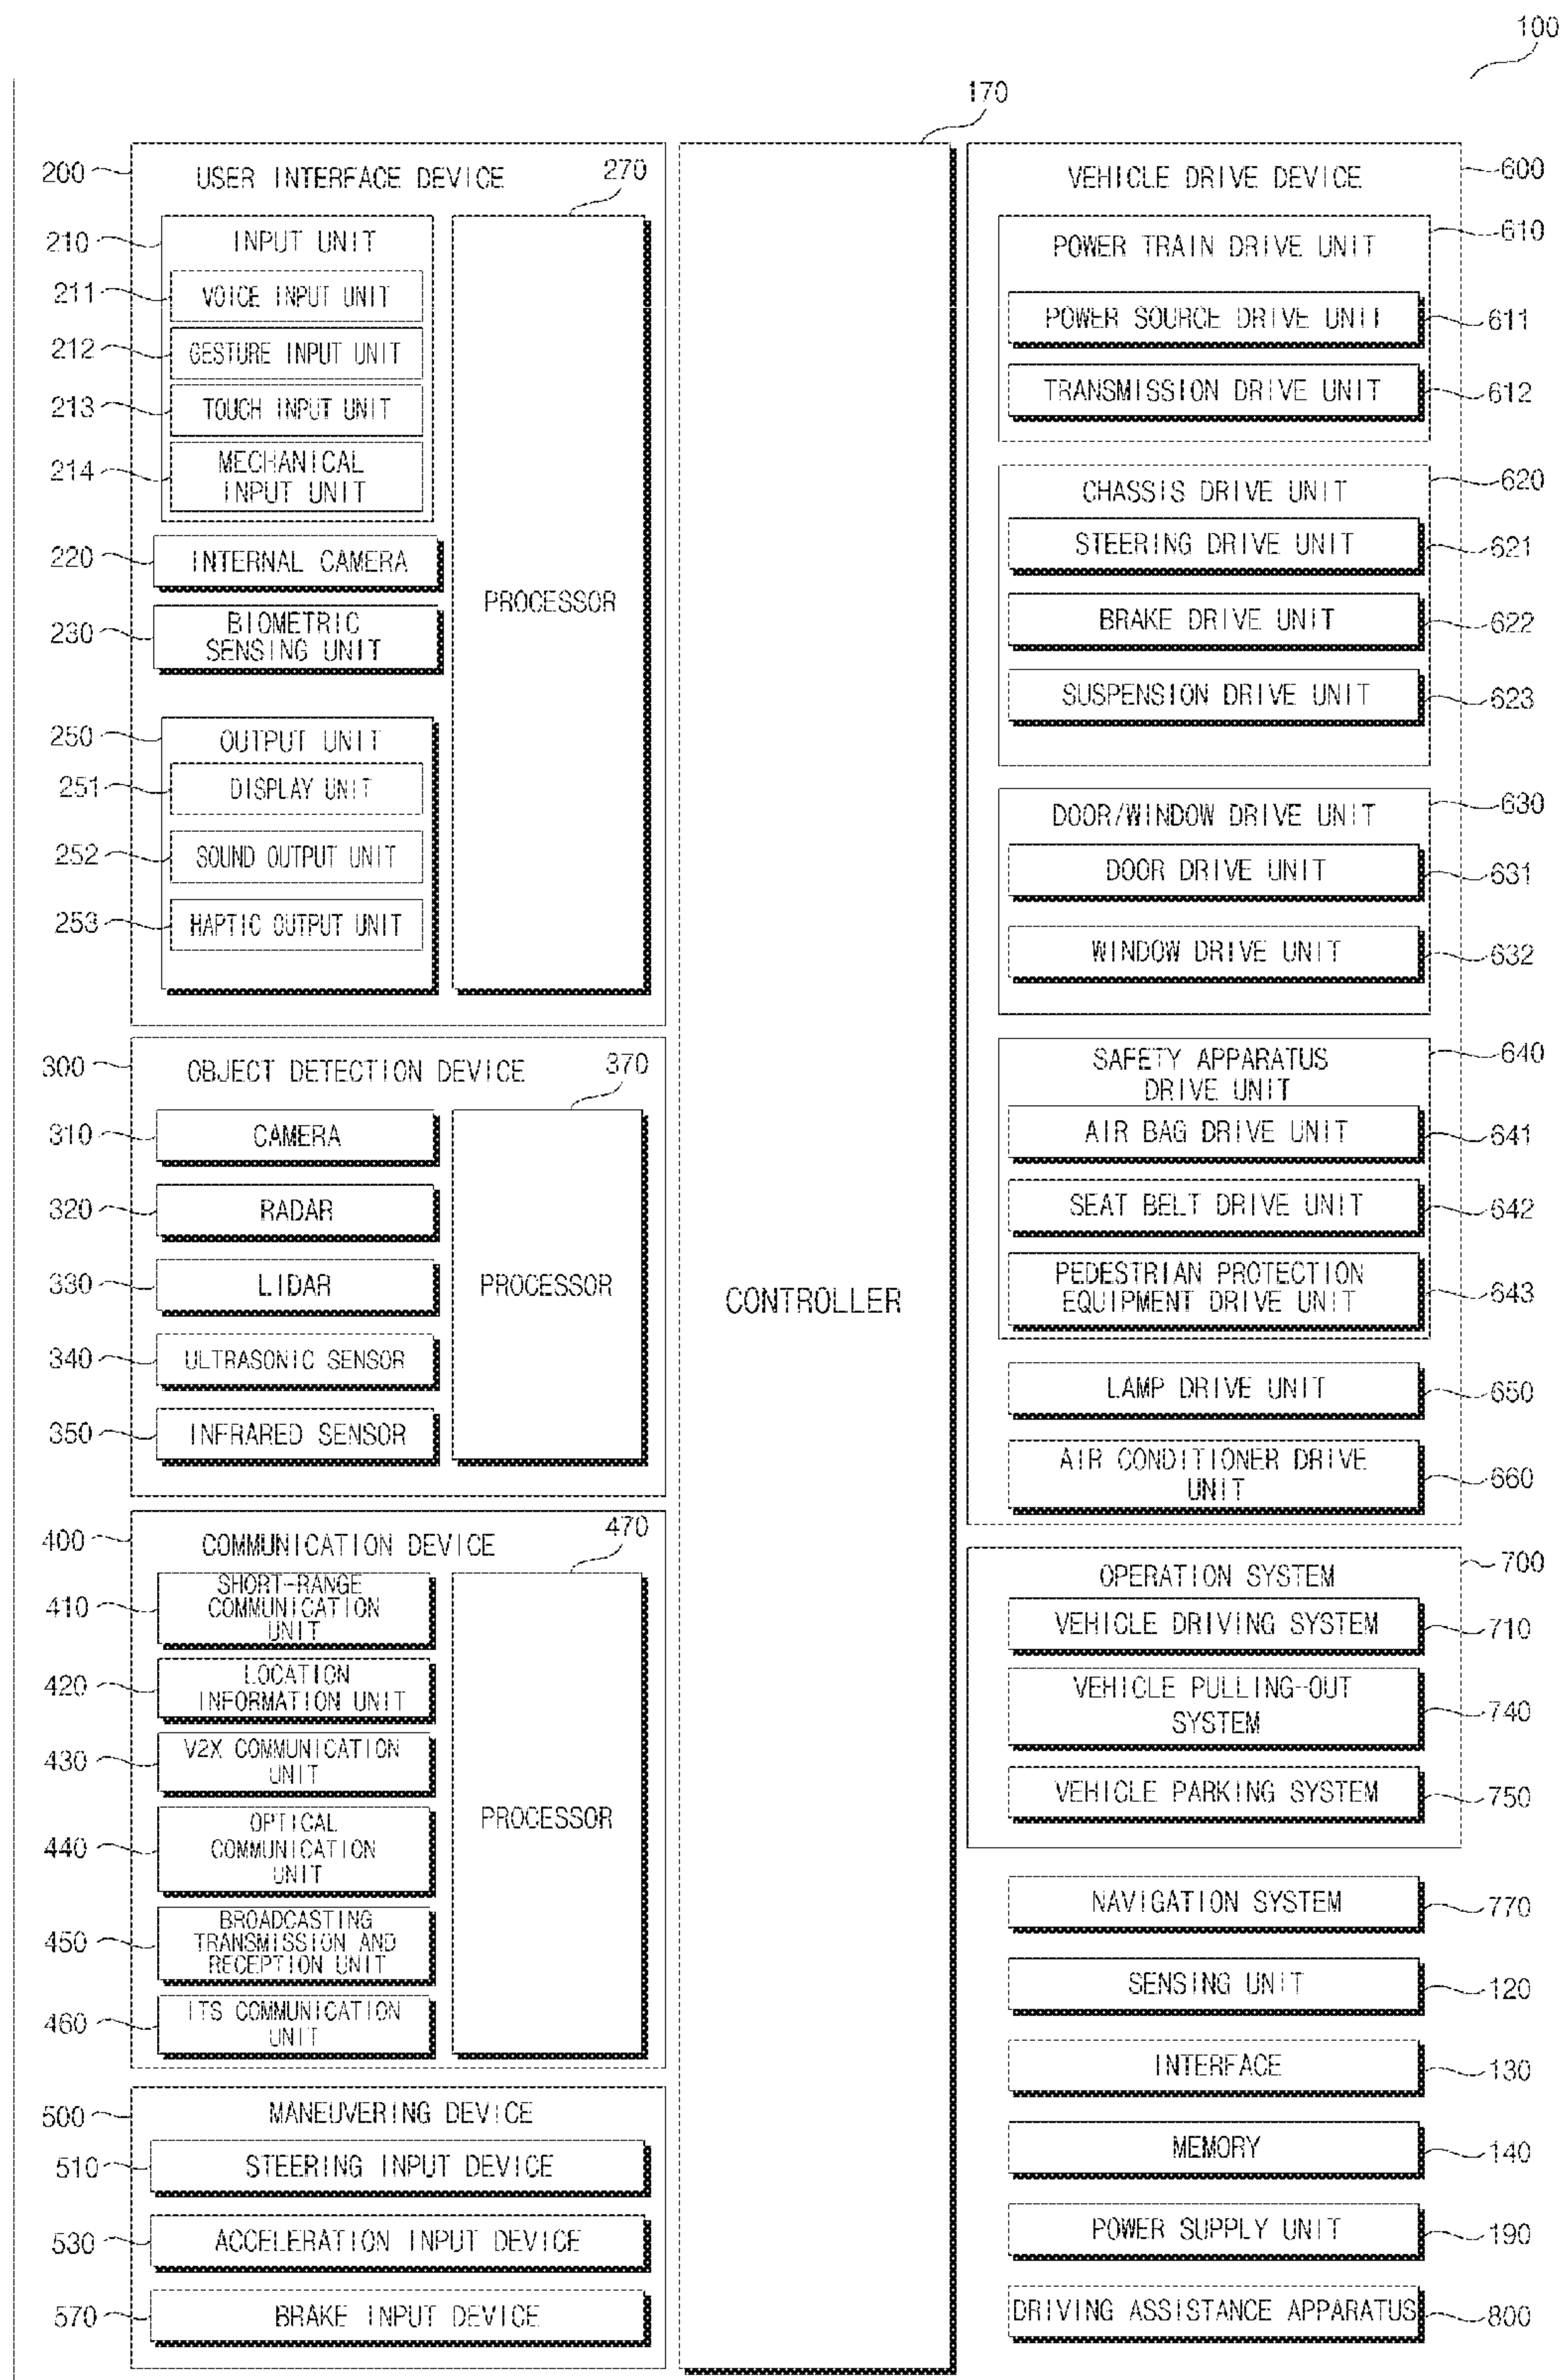 100
170
200
USER INTERFACE DEVICE
270
210
INPUT UNIT
211
VOICE INPUT UNIT
212
GESTURE INPUT UNIT
213
TOUCH INPUT UNIT
214
MECHANICAL
INPUT UNIT
220
INTERNAL CAMERA
230
BIOMETRIC
SENSING UNIT
PROCESSOR
250
OUTPUT UNIT
251
DISPLAY UNIT
252
SOUND OUTPUT UNIT
253
HAPTIC OUTPUT UNIT
300
OBJECT DETECTION DEVICE
370
310
CAMERA
320
RADAR
330
LIDAR
PROCESSOR
340
ULTRASONIC SENSOR
350
INFRARED SENSOR
400
COMMUNICATION DEVICE
470
410
SHORT-RANGE
COMMUNICATION
UNIT
420
LOCATION
INFORMATION UNIT
430
V2X COMMUNICATION
UNIT
440
OPTICAL
COMMUNICATION
UNIT
PROCESSOR
450
BROADCASTING
TRANSMISSION AND
RECEPTION UNIT
460
ITS COMMUNICATION
UNIT
500
MANEUVERING DEVICE
510
STEERING INPUT DEVICE
530
ACCELERATION INPUT DEVICE
570
BRAKE INPUT DEVICE
CONTROLLER
VEHICLE DRIVE DEVICE
600
POWER TRAIN DRIVE UNIT
610
POWER SOURCE DRIVE UNIT
611
TRANSMISSION DRIVE UNIT
612
CHASSIS DRIVE UNIT
620
STEERING DRIVE UNIT
621
BRAKE DRIVE UNIT
622
SUSPENSION DRIVE UNIT
623
DOOR/WINDOW DRIVE UNIT
630
DOOR DRIVE UNIT
631
WINDOW DRIVE UNIT
632
SAFETY APPARATUS
DRIVE UNIT
640
AIR BAG DRIVE UNIT
641
SEAT BELT DRIVE UNIT
642
PEDESTRIAN PROTECTION
EQUIPMENT DRIVE UNIT
643
LAMP DRIVE UNIT
650
AIR CONDITIONER DRIVE
UNIT
660
OPERATION SYSTEM
700
VEHICLE DRIVING SYSTEM
710
VEHICLE PULLING-OUT
SYSTEM
740
VEHICLE PARKING SYSTEM
750
NAVIGATION SYSTEM
770
SENSING UNIT
120
INTERFACE
130
MEMORY
140
POWER SUPPLY UNIT
190
DRIVING ASSISTANCE APPARATUS
800